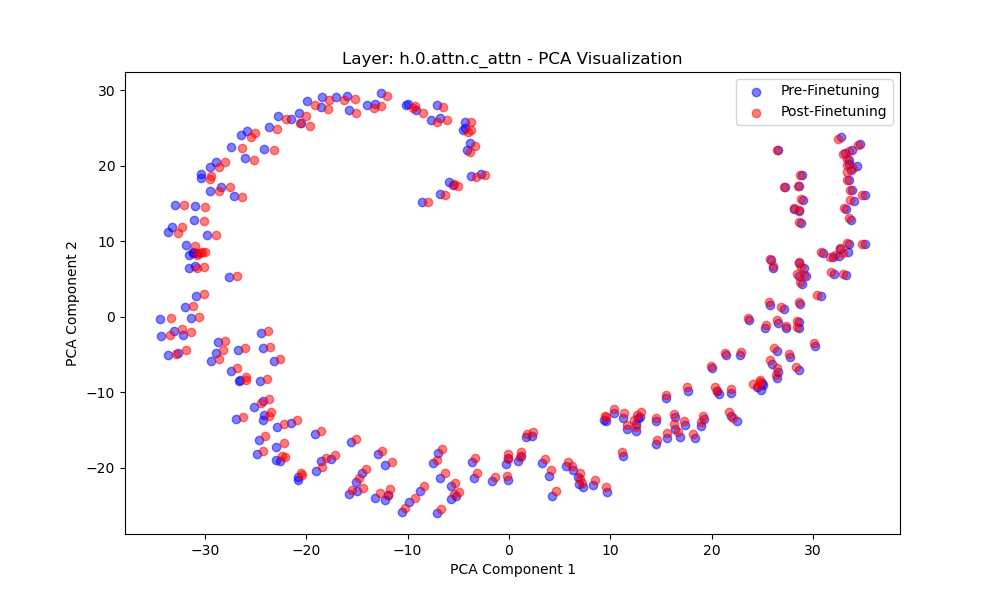 Layer: h.0.attn.c_attn - PCA Visualization
Pre-Finetuning
Post-Finetuning
PCA Component 2
30
20
10
0
−10
−20
−30
−20
−10
0
10
20
30
PCA Component 1